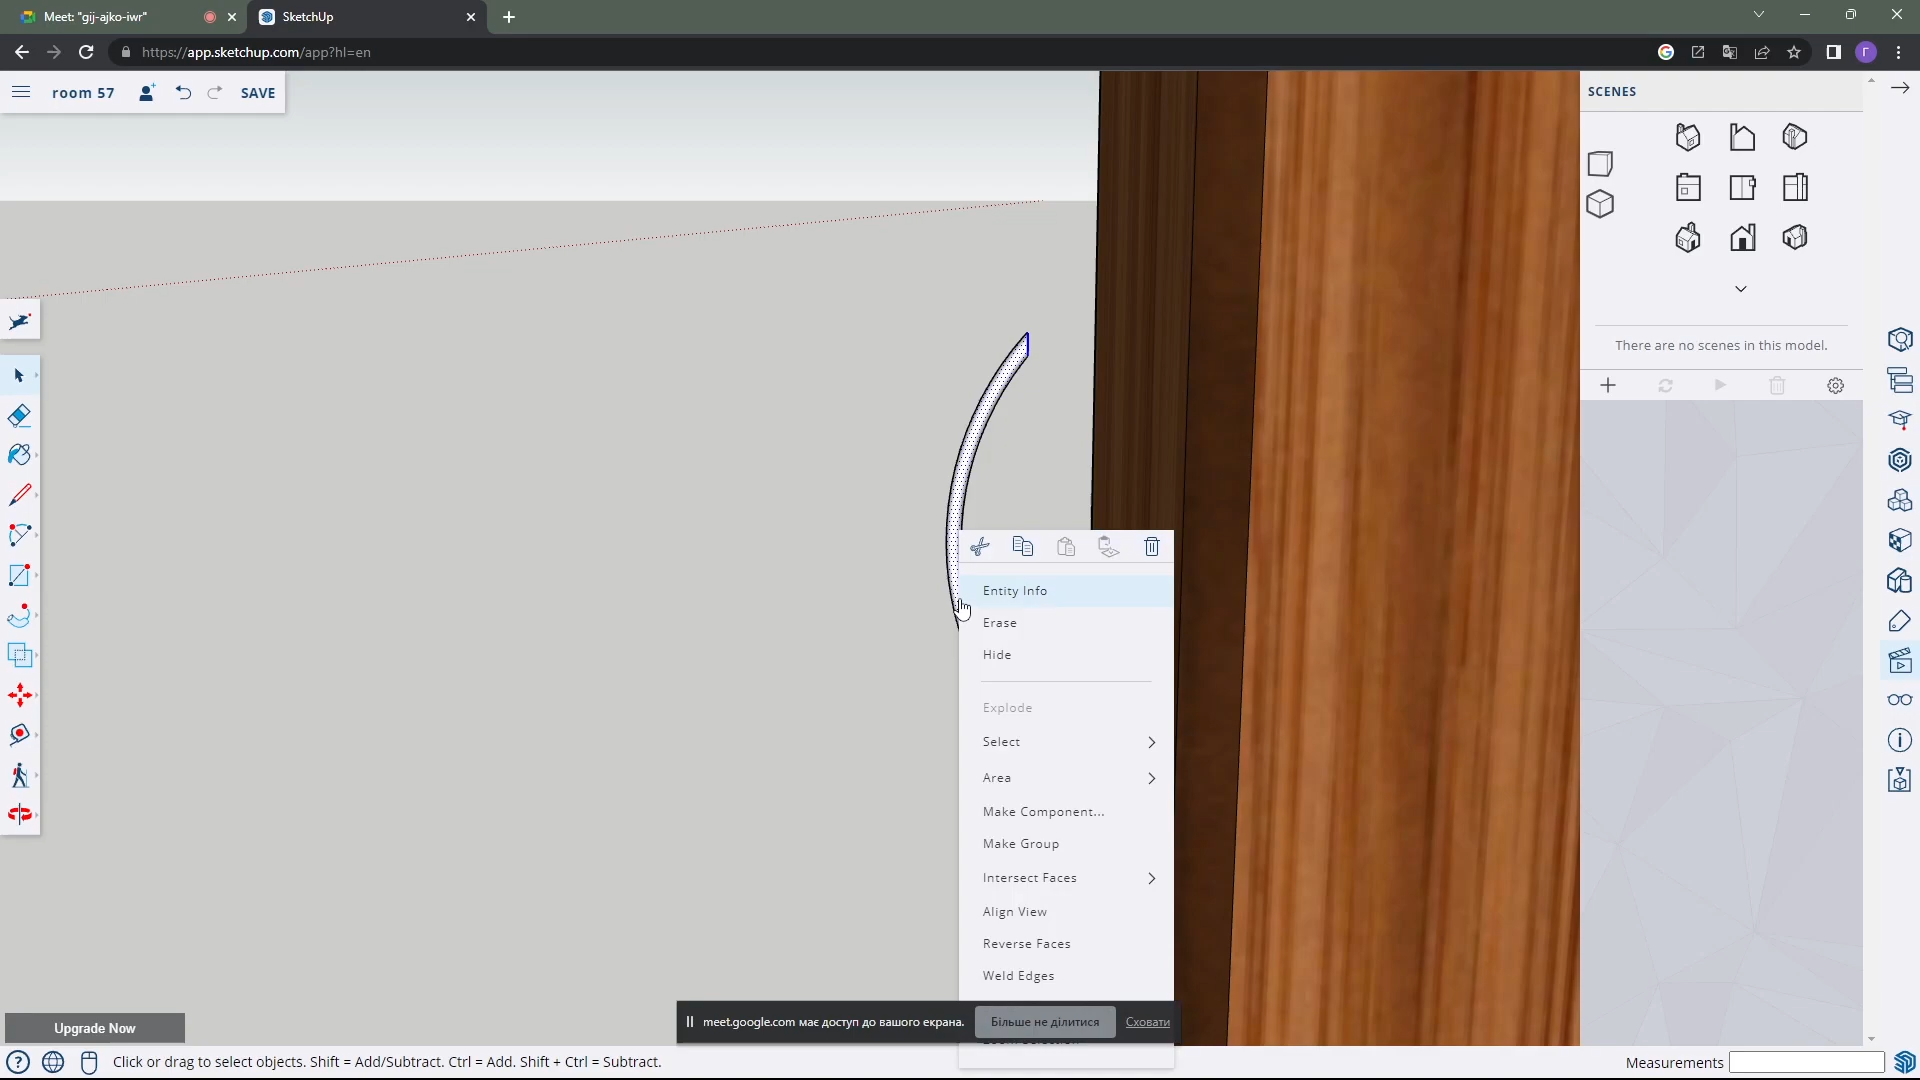 Meet: "gij-ajko-iwr"
SketchUp
https://app.sketchup.com/app?hl=en
Г
room 57
SAVE
SCENES
There are no scenes in this model.
Entity Info
Erase
Hide
Explode
Select
Area
Make Component...
Make Group
Intersect Faces
Align View
Reverse Faces
Weld Edges
meet.google.com має доступ до вашого екрана.
Більше не ділитися
Сховати
Upgrade Now
Click or drag to select objects. Shift = Add/Subtract. Ctrl = Add. Shift + Ctrl = Subtract.
Measurements